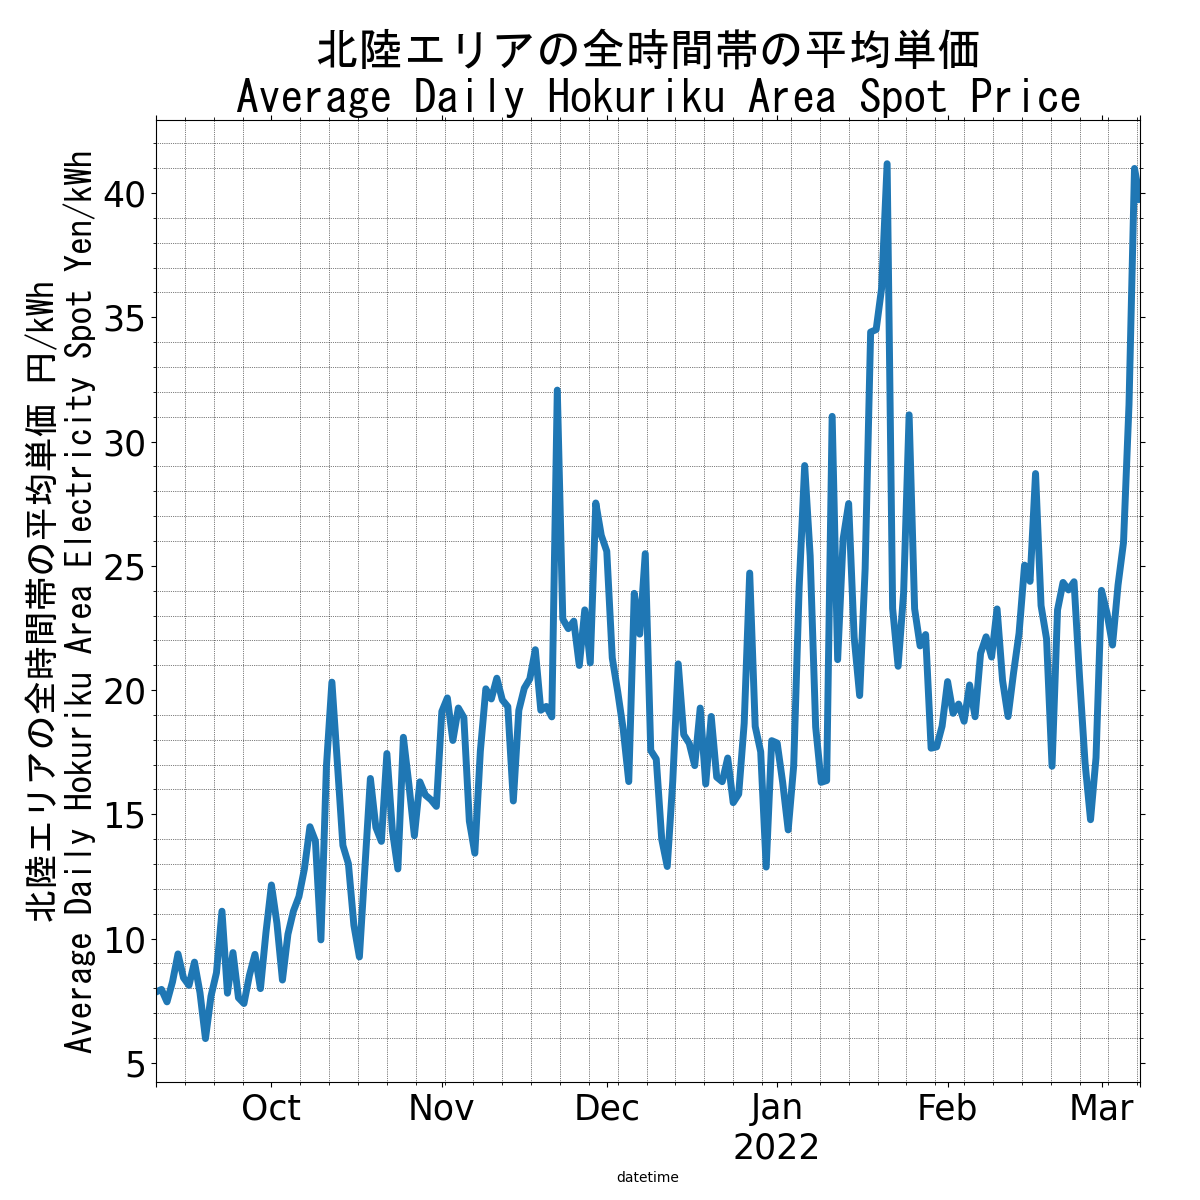 北陸エリアの全時間帯の平均単価
Average Daily Hokuriku Area Spot Price
北陸エリアの全時間帯の平均単価 円/kWh
Average Daily Hokuriku Area Electricity Spot Yen/kWh
40
35
30
25
20
15
10
5
Oct
Nov
Dec
Jan
2022
Feb
Mar
datetime